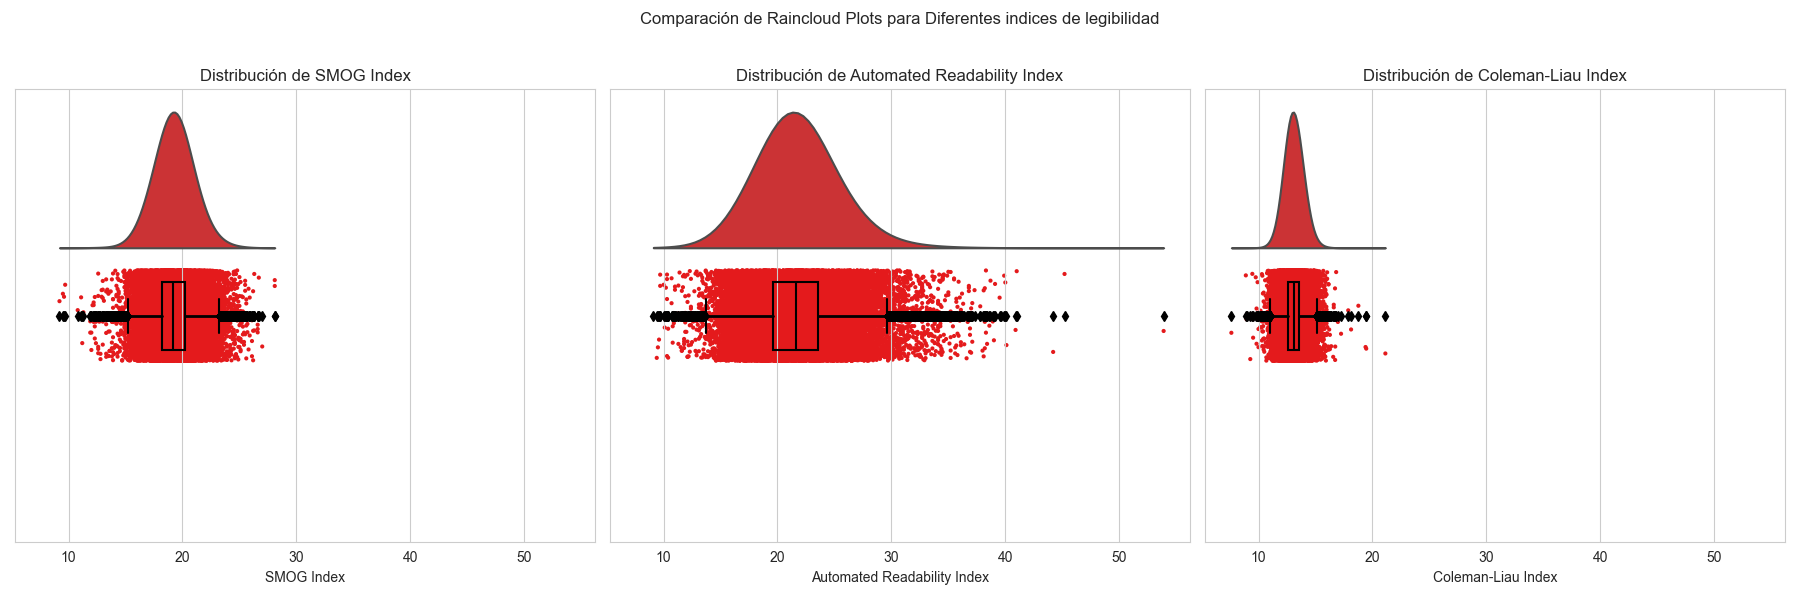 Comparación de Raincloud Plots para Diferentes indices de legibilidad
Distribución de SMOG Index
10 20 30 40 50
SMOG Index
Distribución de Automated Readability Index
10 20 30 40 50
Automated Readability Index
Distribución de Coleman-Liau Index
10 20 30 40 50
Coleman-Liau Index